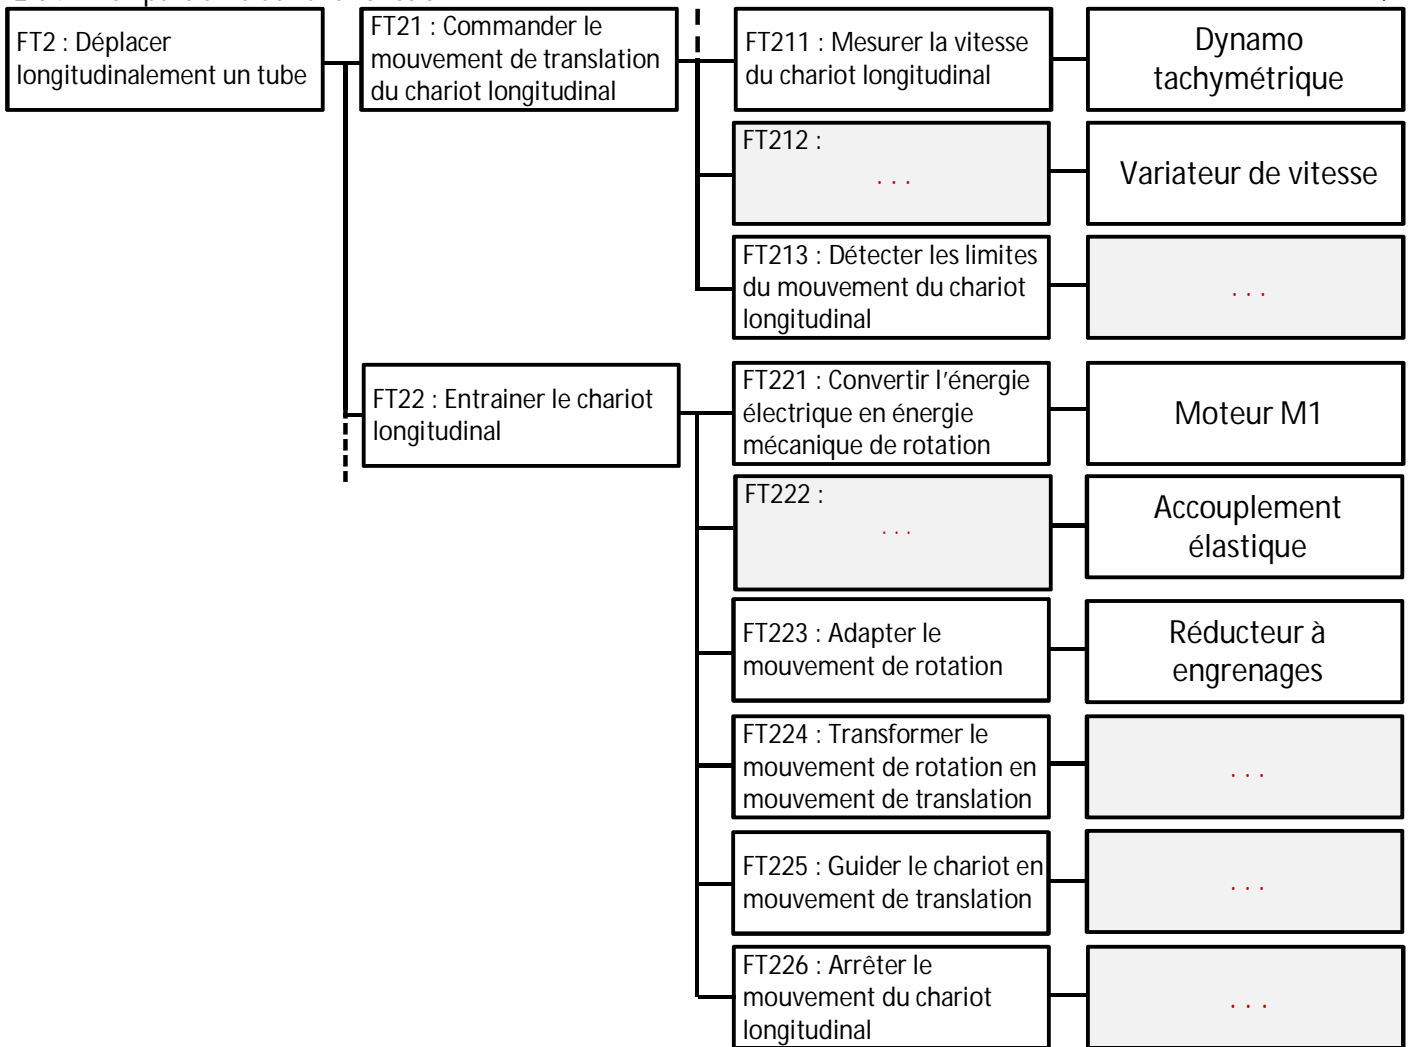 FT2 : Déplacer
longitudinalement un tube
FT21 : Commander le
mouvement de translation
du chariot longitudinal
FT211 : Mesurer la vitesse
du chariot longitudinal
Dynamo
tachymétrique
FT212 :
. . .
Variateur de vitesse
FT213 : Détecter les limites
du mouvement du chariot
longitudinal
. . .
FT22 : Entrainer le chariot
longitudinal
FT221 : Convertir l’énergie
électrique en énergie
mécanique de rotation
Moteur M1
FT222 :
. . .
Accouplement
élastique
FT223 : Adapter le
mouvement de rotation
Réducteur à
engrenages
FT224 : Transformer le
mouvement de rotation en
mouvement de translation
. . .
FT225 : Guider le chariot en
mouvement de translation
. . .
FT226 : Arrêter le
mouvement du chariot
longitudinal
. . .